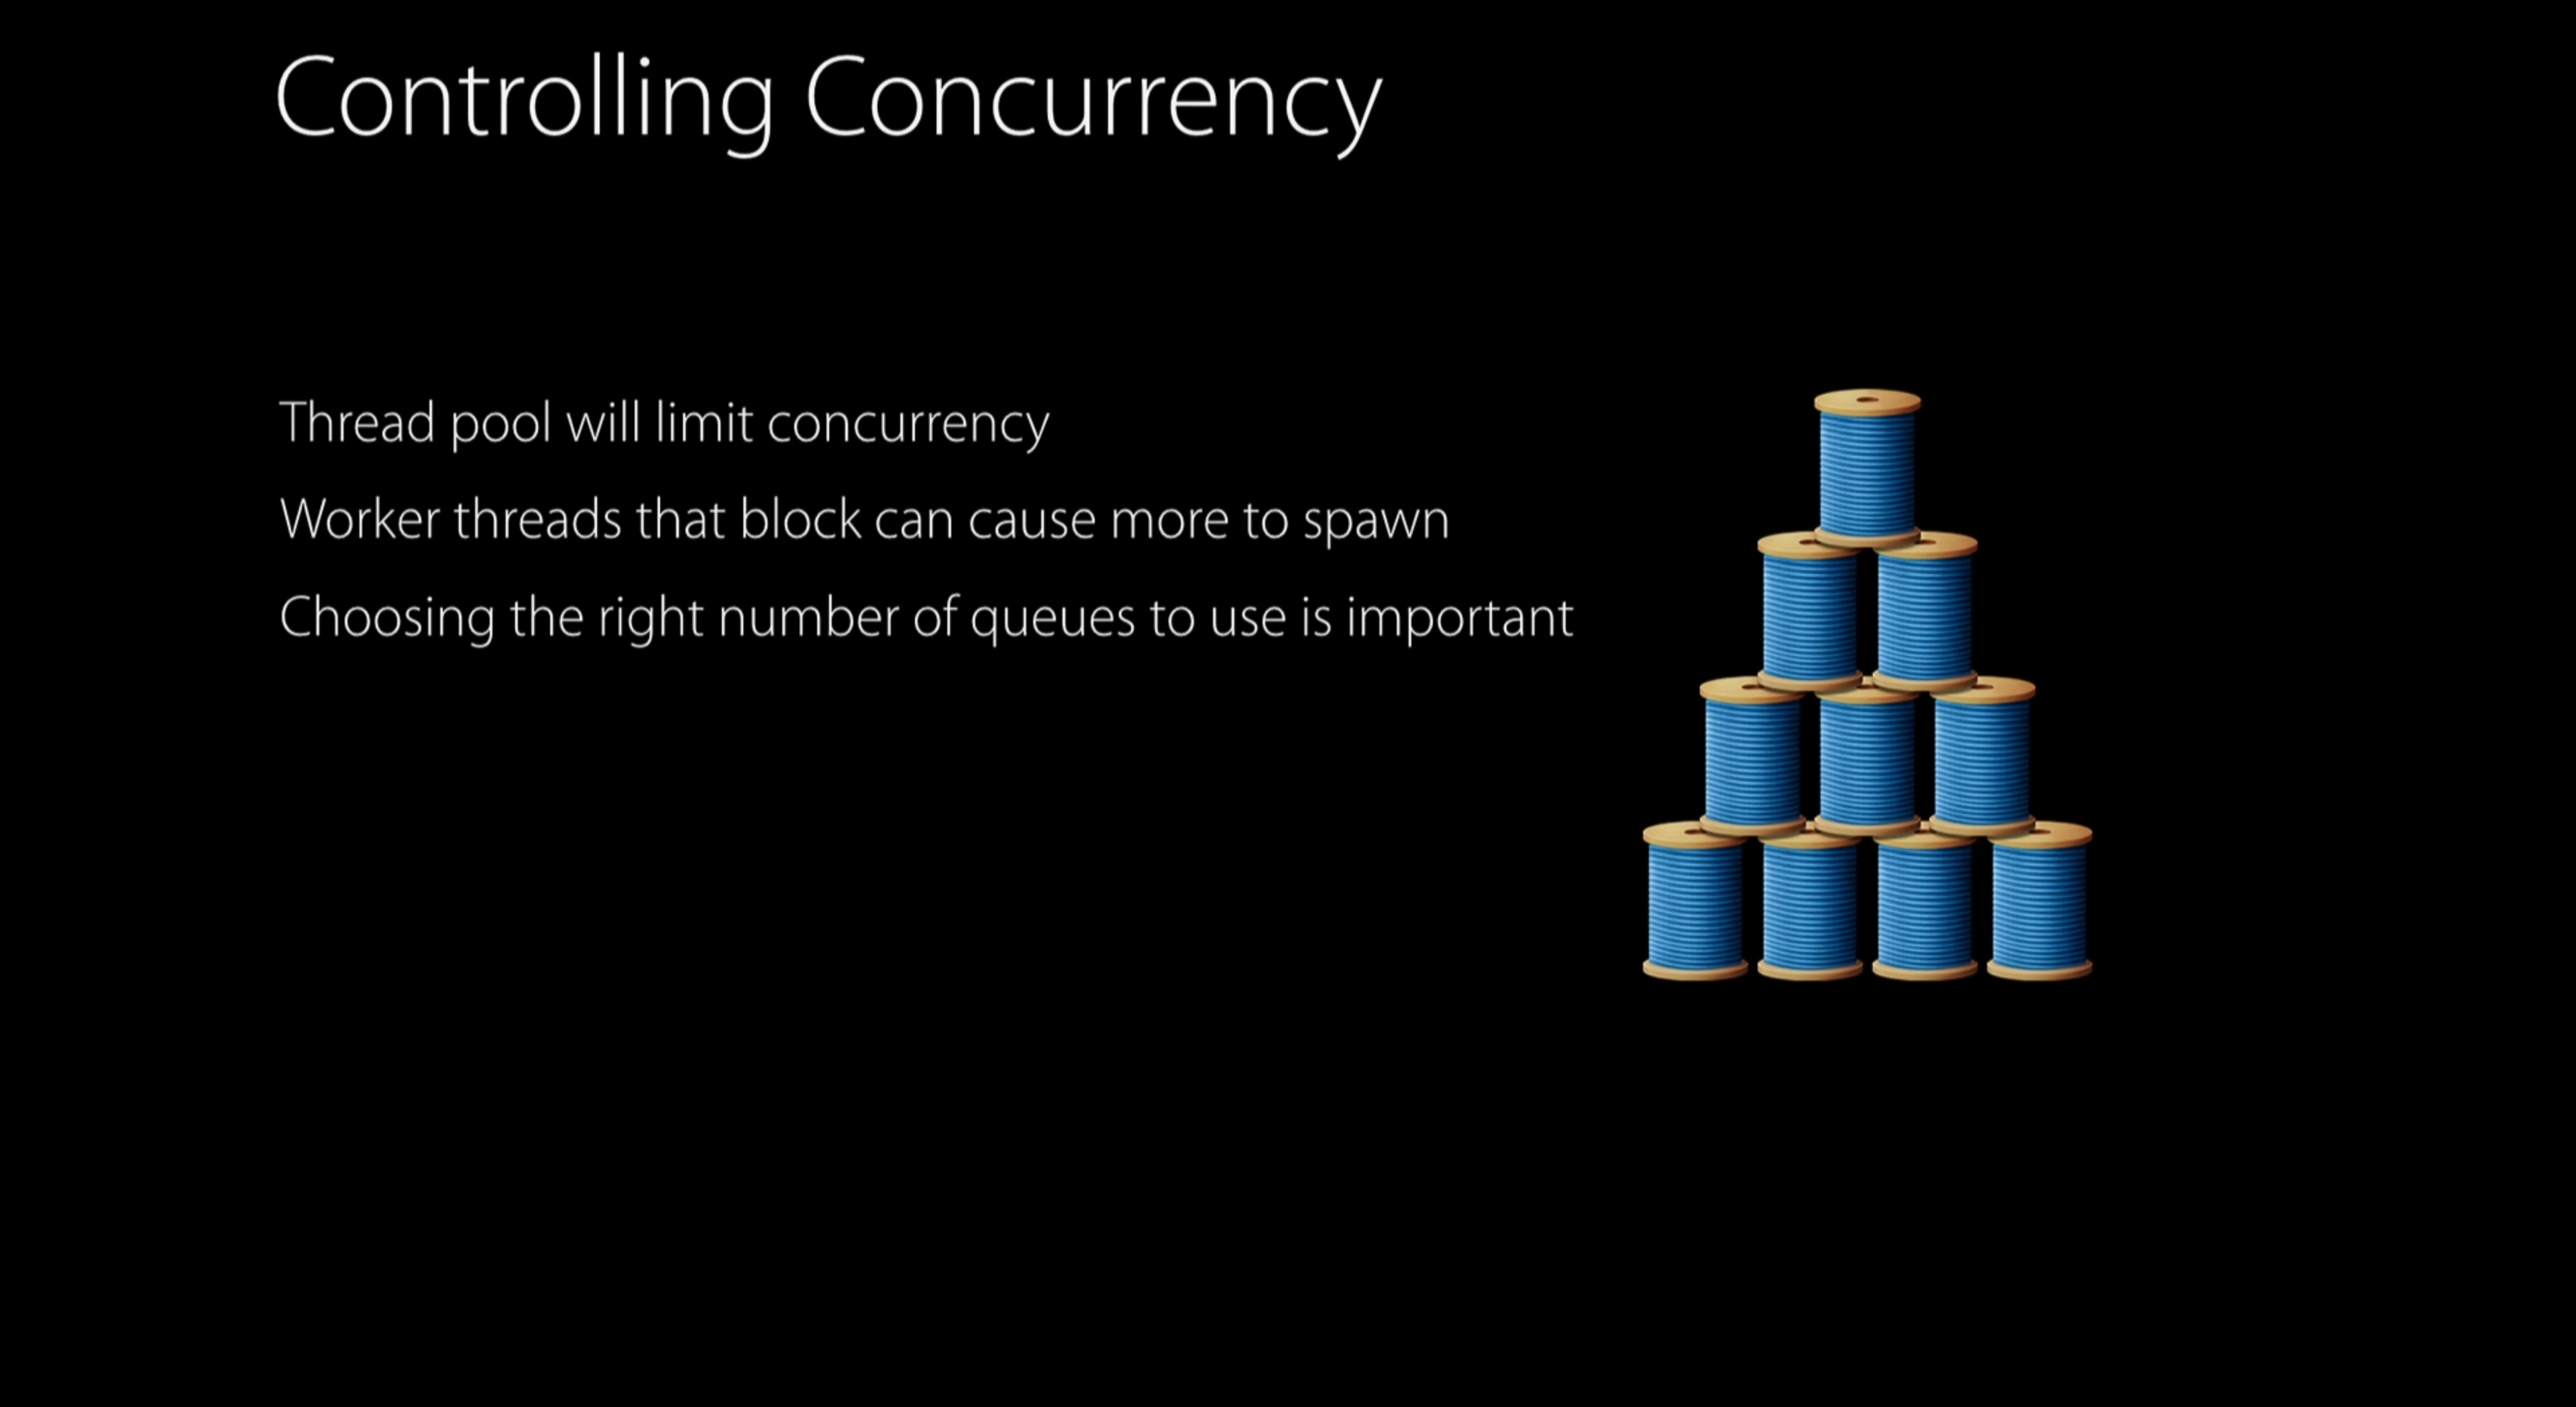 Controlling Concurrency
Thread pool will limit concurrency
Worker threads that block can cause more to spawn
Choosing the right number of queues to use is important